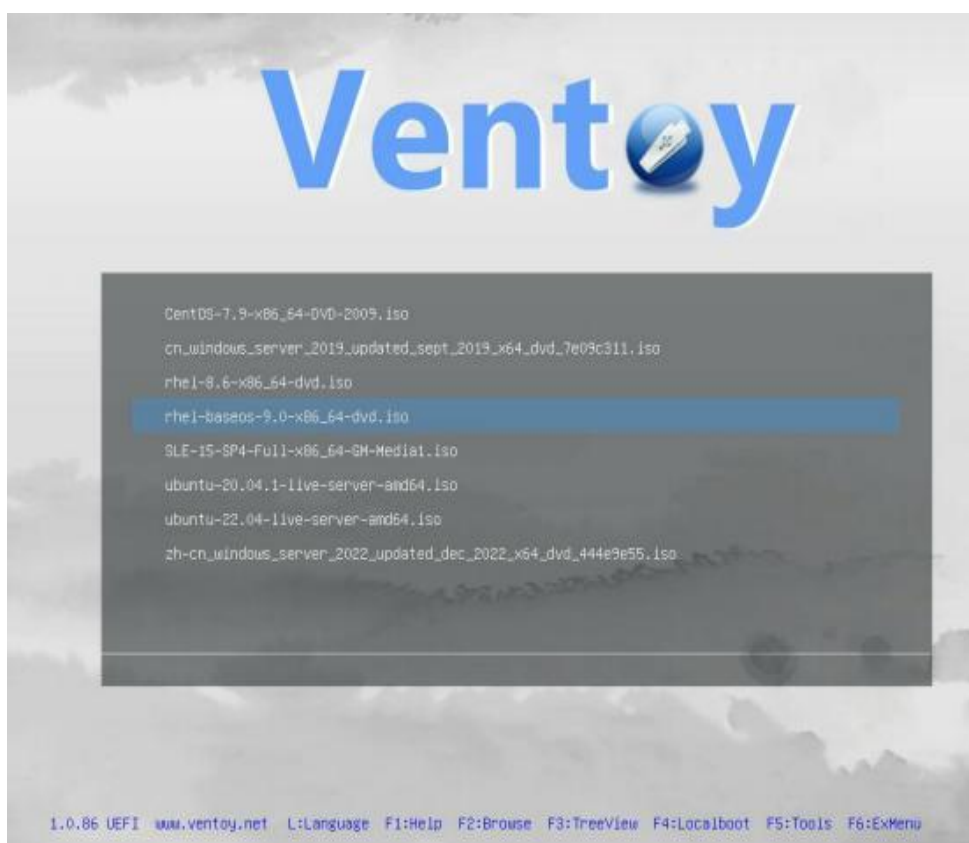 Ventoy
CentOS-7.9-x86_64-DVD-2009.iso
cn_windows_server_2019_updated_sept_2019_x64_dvd_7e09c311.iso
rhel-8.6-x86_64-dvd.iso
rhel-baseos-9.0-x86_64-dvd.iso
SLE-15-SP4-Full-x86_64-GM-Media1.iso
ubuntu-20.04.1-live-server-amd64.iso
ubuntu-22.04-live-server-amd64.iso
zh-cn_windows_server_2022_updated_dec_2022_x64_dvd_444e9e55.iso
1.0.86 UEFI www.ventoy.net L:Language F1:Help F2:Browse F3:TreeView F4:Localboot F5:Tools F6:ExMenu